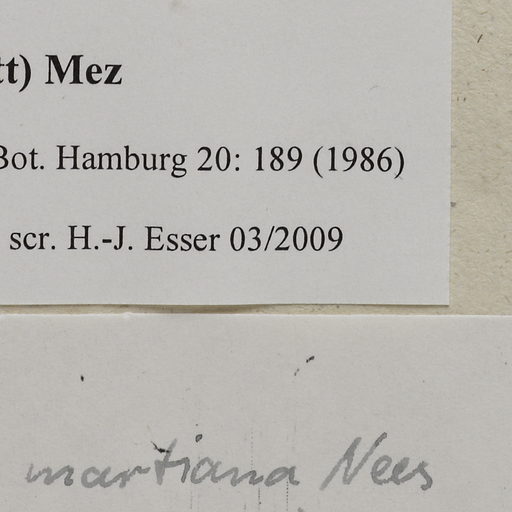 tt) Mez
Bot. Hamburg 20: 189 (1986)
scr. H.-J. Esser 03/2009
martiana Nees